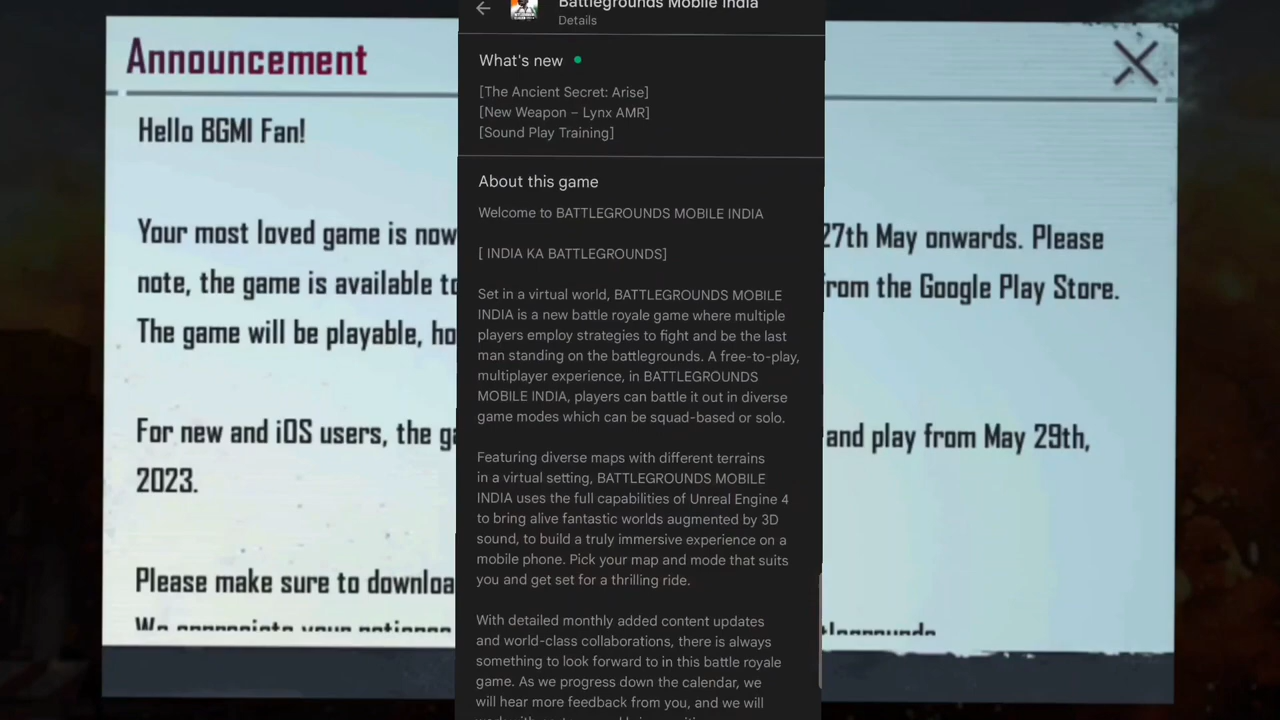 Announcement
Hello BGMI Fan!
Your most loved game is now
27th May onwards. Please
note, the game is available to
from the Google Play Store.
The game will be playable, ho
For new and iOS users, the ga
and play from May 29th,
2023.
Please make sure to downloa
We appreciate your patience
Battlegrounds Mobile India
Details
What's new
[The Ancient Secret: Arise]
[New Weapon – Lynx AMR]
[Sound Play Training]
About this game
Welcome to BATTLEGROUNDS MOBILE INDIA
[ INDIA KA BATTLEGROUNDS]
Set in a virtual world, BATTLEGROUNDS MOBILE
INDIA is a new battle royale game where multiple
players employ strategies to fight and be the last
man standing on the battlegrounds. A free-to-play,
multiplayer experience, in BATTLEGROUNDS
MOBILE INDIA, players can battle it out in diverse
game modes which can be squad-based or solo.
Featuring diverse maps with different terrains
in a virtual setting, BATTLEGROUNDS MOBILE
INDIA uses the full capabilities of Unreal Engine 4
to bring alive fantastic worlds augmented by 3D
sound, to build a truly immersive experience on a
mobile phone. Pick your map and mode that suits
you and get set for a thrilling ride.
With detailed monthly added content updates
and world-class collaborations, there is always
something to look forward to in this battle royale
game. As we progress down the calendar, we
will hear more feedback from you, and we will